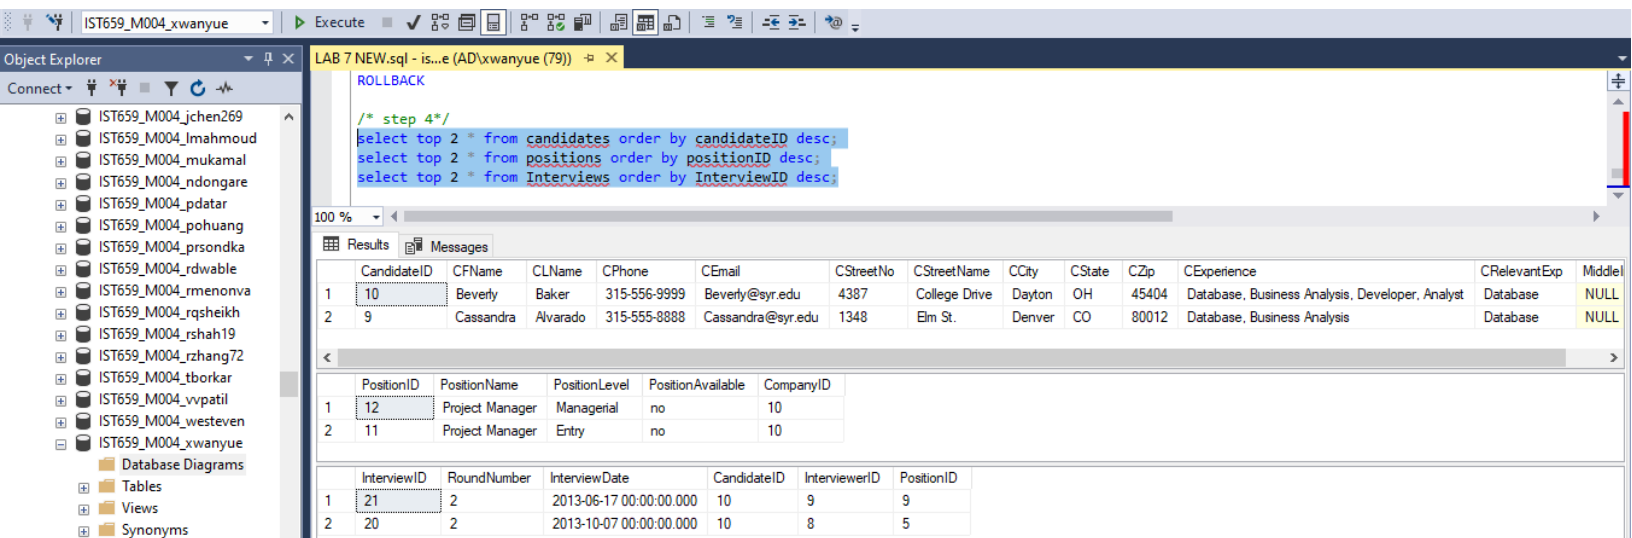 IST659_M004_xwanyue Execute
Object Explorer
Connect
IST659_M004_jchen269
IST659_M004_lmahmoud
IST659_M004_mukamal
IST659_M004_ndongare
IST659_M004_pdatar
IST659_M004_pohuang
IST659_M004_prsondka
IST659_M004_rdwable
IST659_M004_rmenonva
IST659_M004_rqsheikh
IST659_M004_rshah19
IST659_M004_rzhang72
IST659_M004_tborkar
IST659_M004_vvpatil
IST659_M004_westeven
IST659_M004_xwanyue
Database Diagrams
Tables
Views
Synonyms
LAB 7 NEW.sql - is...e (AD\xwanyue (79))
ROLLBACK
/* step 4*/
select top 2 * from candidates order by candidateID desc;
select top 2 * from positions order by positionID desc;
select top 2 * from Interviews order by InterviewID desc;
100 %
Results Messages
CandidateID CFName CLName CPhone CEmail CStreetNo CStreetName CCity CState CZip CExperience CRelevantExp MiddleI
1 10 Beverly Baker 315-556-9999 Beverly@syr.edu 4387 College Drive Dayton OH 45404 Database, Business Analysis, Developer, Analyst Database NULL
2 9 Cassandra Alvarado 315-555-8888 Cassandra@syr.edu 1348 Elm St. Denver CO 80012 Database, Business Analysis Database NULL
PositionID PositionName PositionLevel PositionAvailable CompanyID
1 12 Project Manager Managerial no 10
2 11 Project Manager Entry no 10
InterviewID RoundNumber InterviewDate CandidateID InterviewerID PositionID
1 21 2 2013-06-17 00:00:00.000 10 9 9
2 20 2 2013-10-07 00:00:00.000 10 8 5